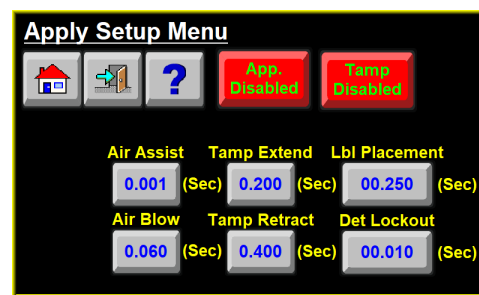 Apply Setup Menu
?
App.
Disabled
Tamp
Disabled
Air Assist Tamp Extend Lbl Placement
0.001 (Sec) 0.200 (Sec) 00.250 (Sec)
Air Blow Tamp Retract Det Lockout
0.060 (Sec) 0.400 (Sec) 00.010 (Sec)